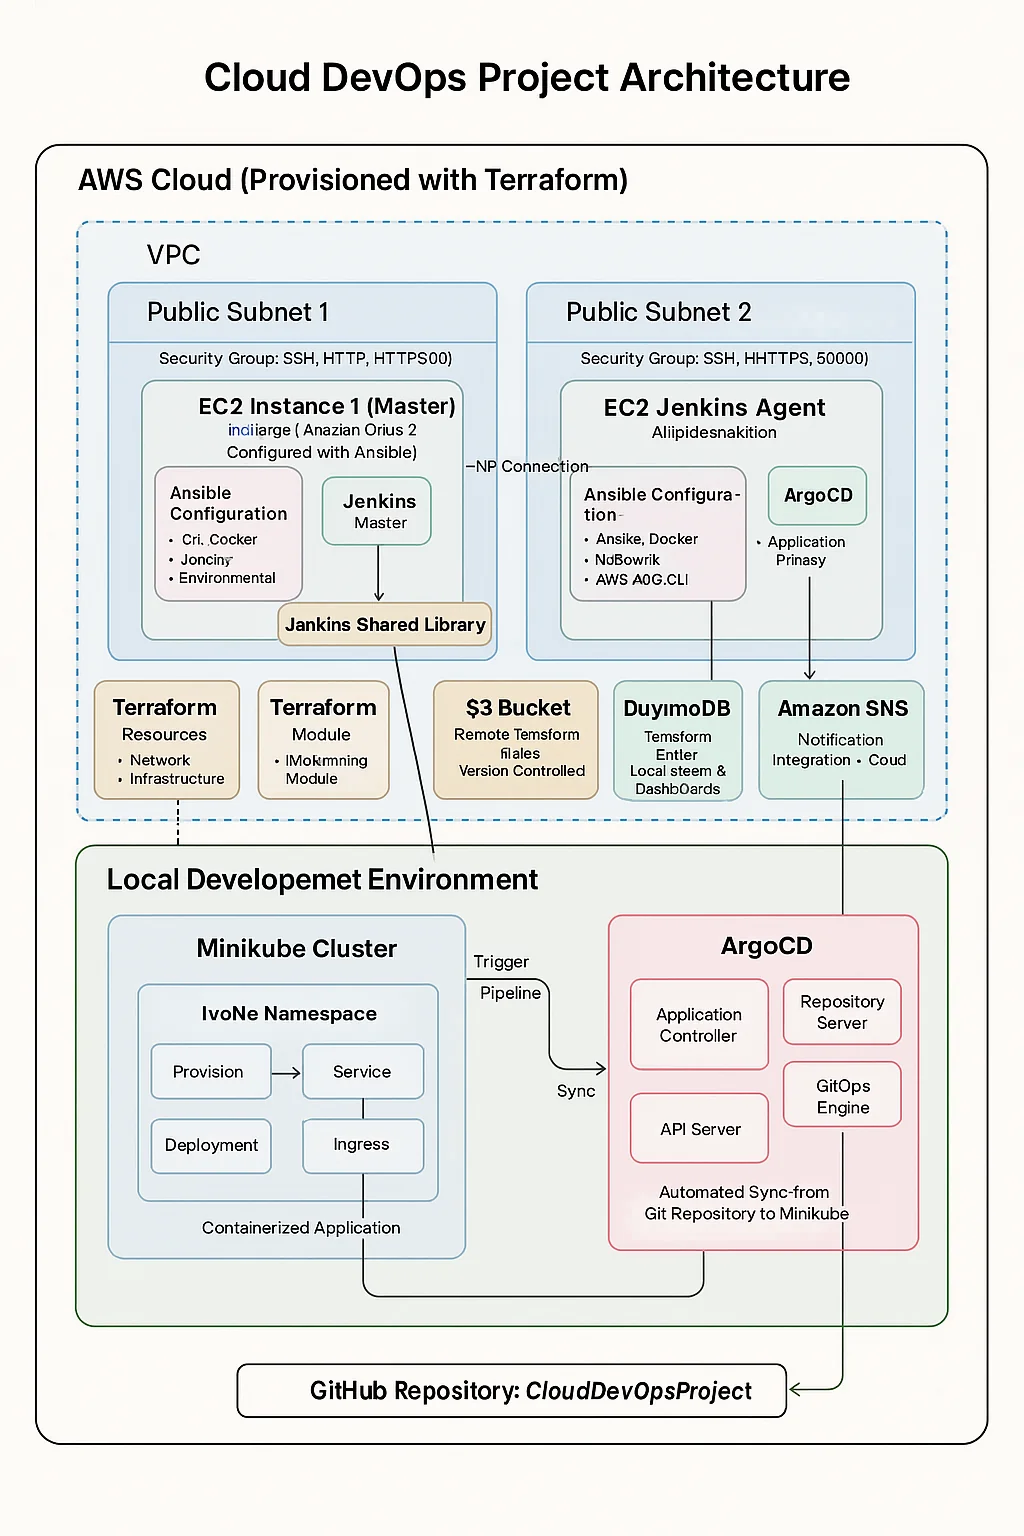 Cloud DevOps Project Architecture
AWS Cloud (Provisioned with Terraform)
VPC
Public Subnet 1
Security Group: SSH, HTTP, HTTPS00)
EC2 Instance 1 (Master)
indiiarge ( Anazian Orius 2
Configured with Ansible)
Ansible
Configuration
• Cri. Cocker
• Jonciny
• Environmental
Jenkins
Master
Jankins Shared Library
–NP Connection
Public Subnet 2
Security Group: SSH, HHTTPS, 50000)
EC2 Jenkins Agent
Aliipidesnakition
Ansible Configura-
tion-
• Ansike, Docker
• NdBowrik
• AWS A0G.CLI
ArgoCD
• Application
Prinasy
Terraform
Resources
• Network
• Infrastructure
Terraform
Module
• IMokmning
Module
$3 Bucket
Remote Temsform
filales
Version Controlled
DuyımoDB
Temsform
Entler
Local steem &
Dashb0ards
Amazon SNS
Notification
Integration • Coud
Local Developemet Environment
Minikube Cluster
IvoNe Namespace
Provision
Service
Deployment
Ingress
Containerized Application
Trigger
Pipeline
Sync
ArgoCD
Application
Controller
Repository
Server
GitOps
Engine
API Server
Automated Sync-from
Git Repository to Minikube
GitHub Repository: CloudDevOpsProject